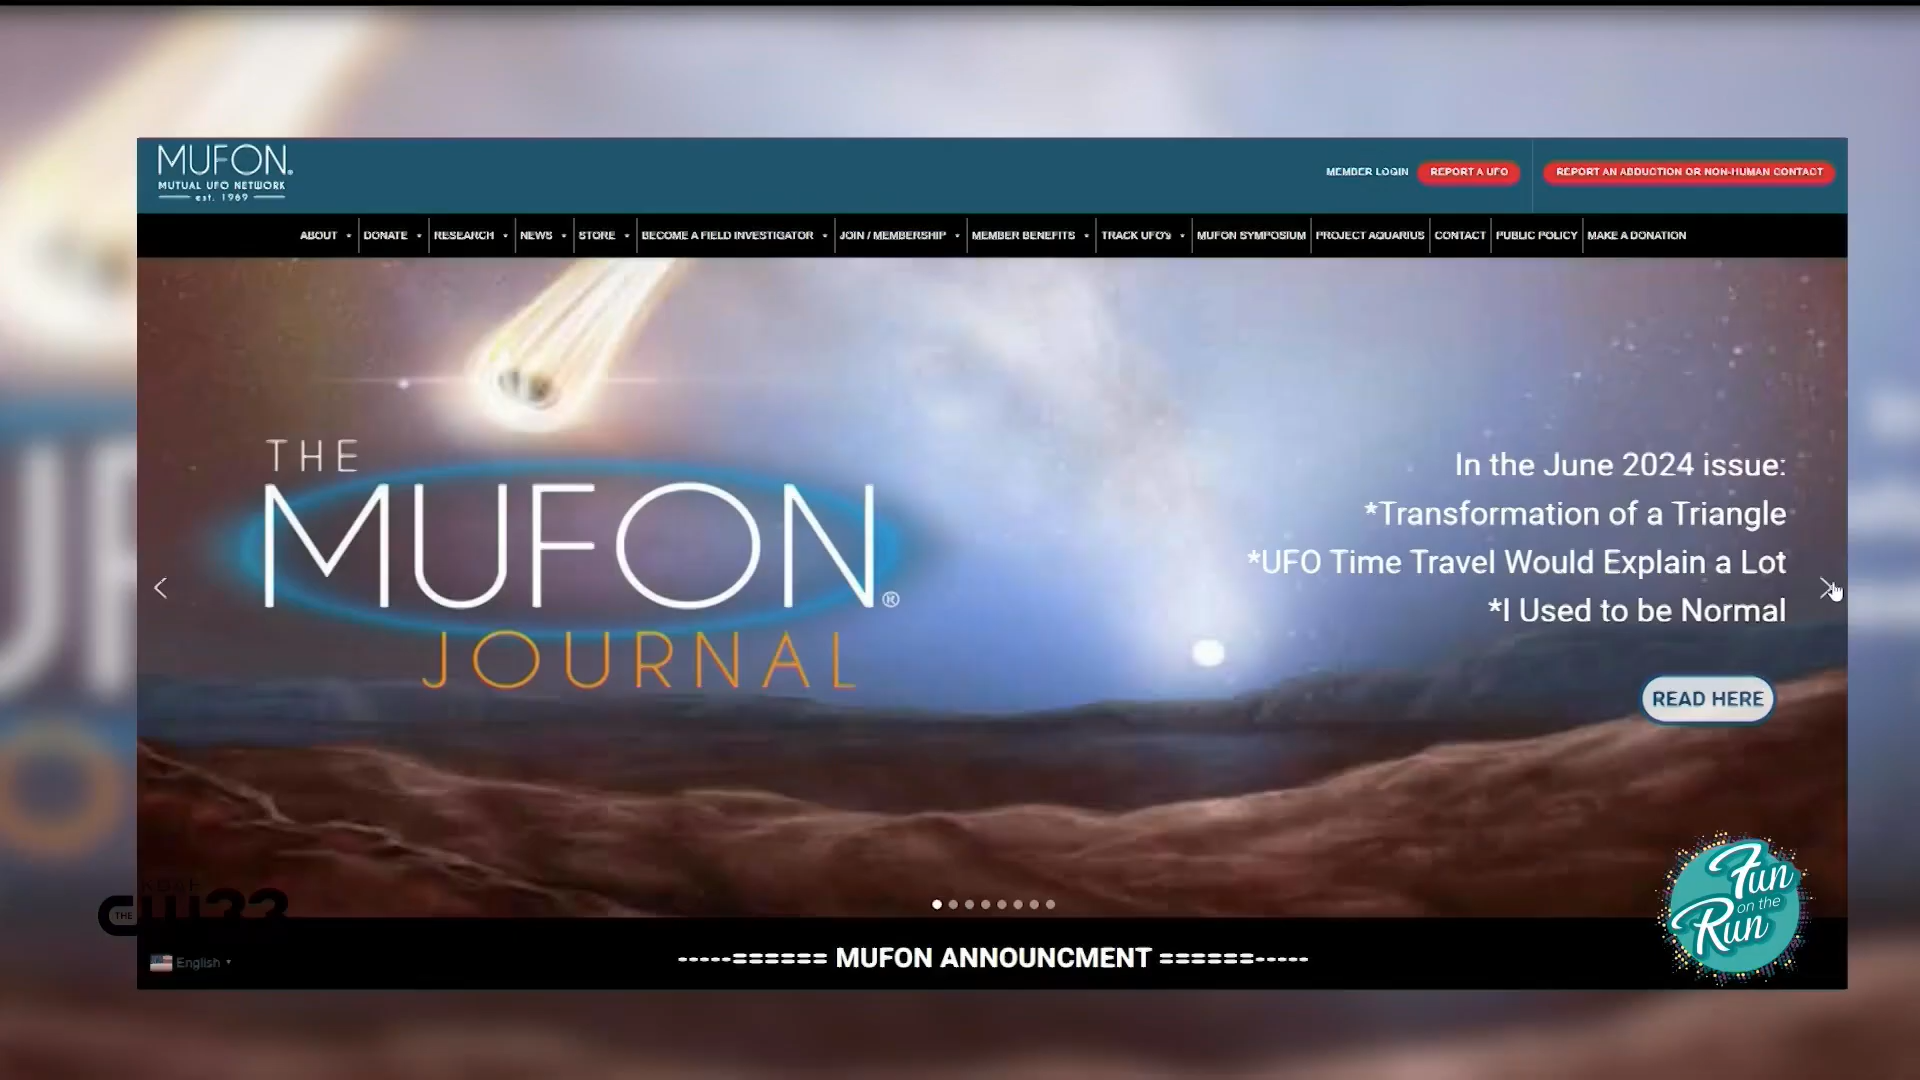 MUFON.
MUTUAL UFO NETWORK
est. 1969
MEMBER LOGIN
REPORT A UFO
REPORT AN ABDUCTION OR NON-HUMAN CONTACT
ABOUT
DONATE
RESEARCH
NEWS
STORE
BECOME A FIELD INVESTIGATOR
JOIN / MEMBERSHIP
MEMBER BENEFITS
TRACK UFO's
MUFON SYMPOSIUM
PROJECT AQUARIUS
CONTACT
PUBLIC POLICY
MAKE A DONATION
THE
MUFON®
JOURNAL
In the June 2024 issue:
*Transformation of a Triangle
*UFO Time Travel Would Explain a Lot
*I Used to be Normal
READ HERE
THE CW33
Fun
on the
Run
-----====== MUFON ANNOUNCMENT ======-----
English